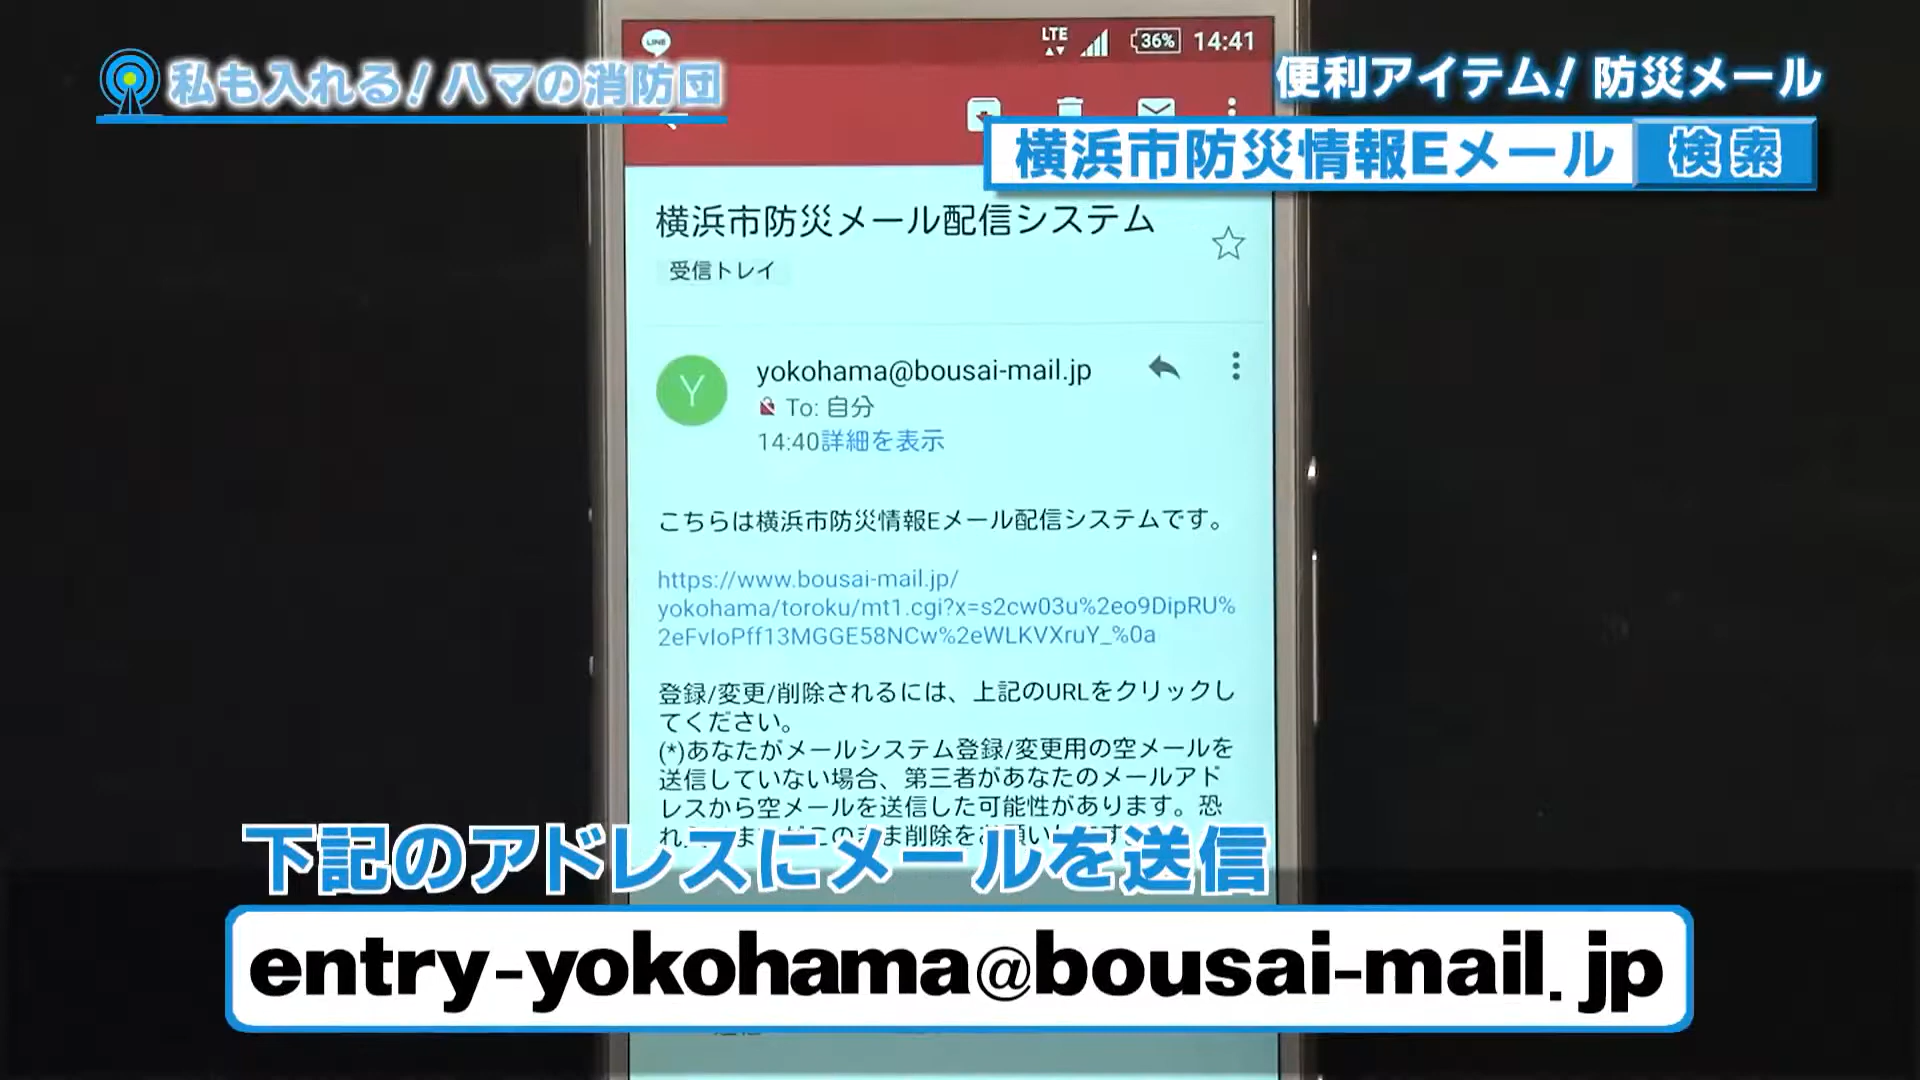 LINE
LTE
36%
14:41
私も入れる!ハマの消防団
便利アイテム!防災メール
横浜市防災情報Eメール 検索
横浜市防災メール配信システム
受信トレイ
Y
yokohama@bousai-mail.jp
To: 自分
14:40詳細を表示
こちらは横浜市防災情報Eメール配信システムです。
https://www.bousai-mail.jp/
yokohama/toroku/mt1.cgi?x=s2cw03u%2eo9DipRU%
2eFvIoPff13MGGE58NCw%2eWLKVXruY_%0a
登録/変更/削除されるには、上記のURLをクリックし
てください。
(*)あなたがメールシステム登録/変更用の空メールを
送信していない場合、第三者があなたのメールアド
レスから空メールを送信した可能性があります。恐
下記のアドレスにメールを送信
entry-yokohama@bousai-mail.jp